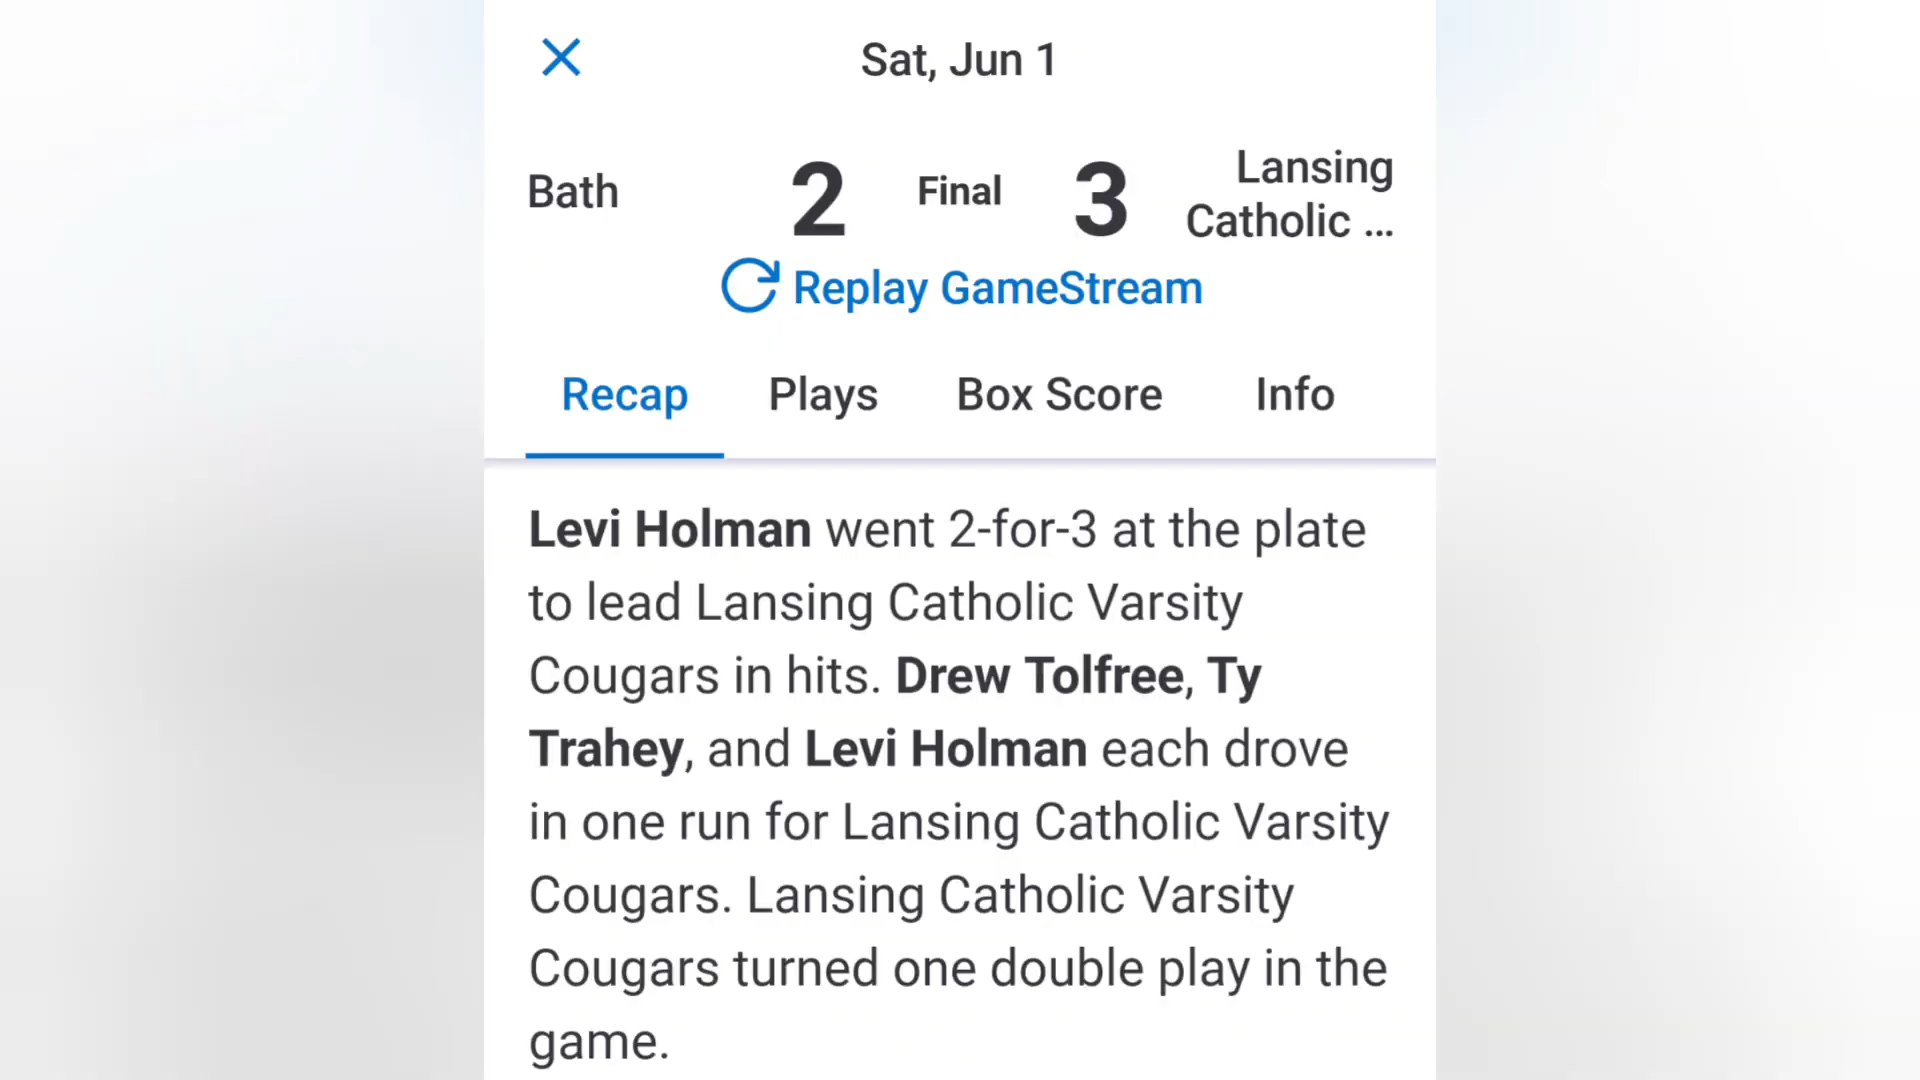 Sat, Jun 1
Bath 2 Final 3 Lansing
Catholic ...
Replay GameStream
Recap Plays Box Score Info
Levi Holman went 2-for-3 at the plate
to lead Lansing Catholic Varsity
Cougars in hits. Drew Tolfree, Ty
Trahey, and Levi Holman each drove
in one run for Lansing Catholic Varsity
Cougars. Lansing Catholic Varsity
Cougars turned one double play in the
game.